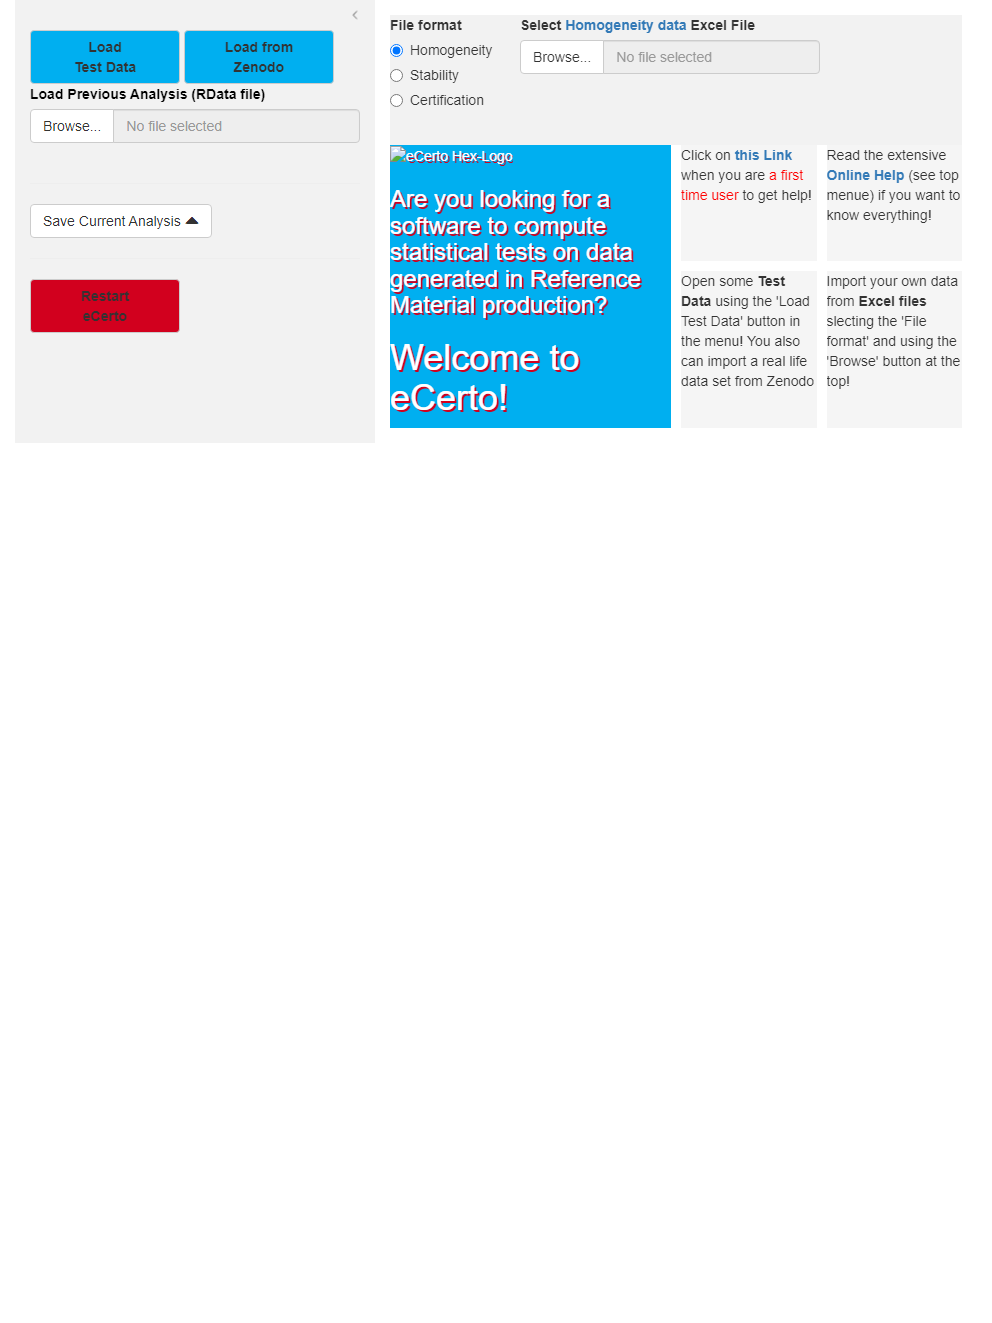 Load
Test Data
Load from
Zenodo
Load Previous Analysis (RData file)
Browse...
No file selected
Save Current Analysis
Restart
eCerto
File format
Homogeneity
Stability
Certification
Select Homogeneity data Excel File
Browse...
No file selected
eCerto Hex-Logo
Are you looking for a
software to compute
statistical tests on data
generated in Reference
Material production?
Welcome to
eCerto!
Click on this Link
when you are a first
time user to get help!
Read the extensive
Online Help (see top
menue) if you want to
know everything!
Open some Test
Data using the 'Load
Test Data' button in
the menu! You also
can import a real life
data set from Zenodo
Import your own data
from Excel files
slecting the 'File
format' and using the
'Browse' button at the
top!